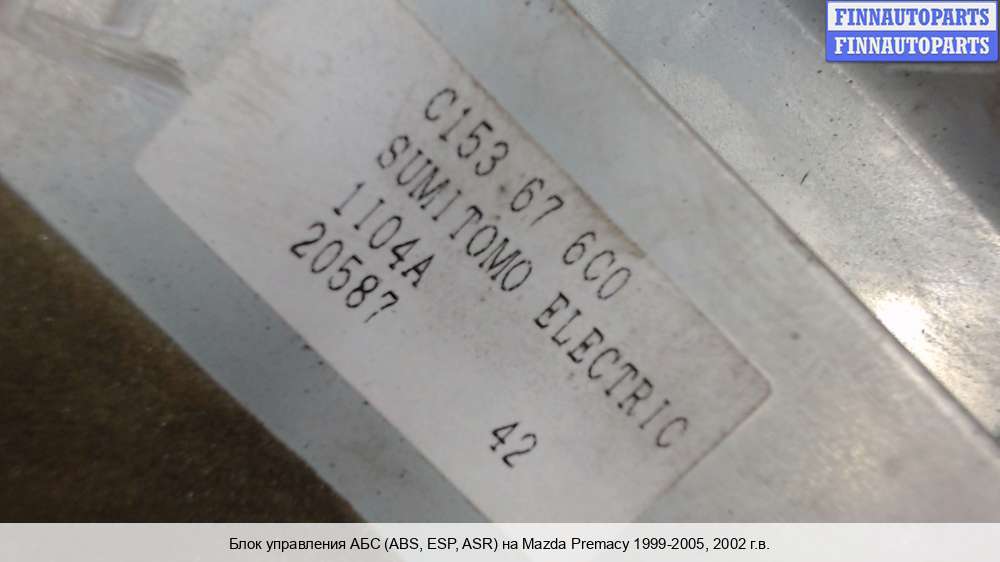 FINNAUTOPARTS
FINNAUTOPARTS
C153 67 6C0
SUMITOMO ELECTRIC
1I04A
20587 42
Блок управления АБС (ABS, ESP, ASR) на Mazda Premacy 1999-2005, 2002 г.в.